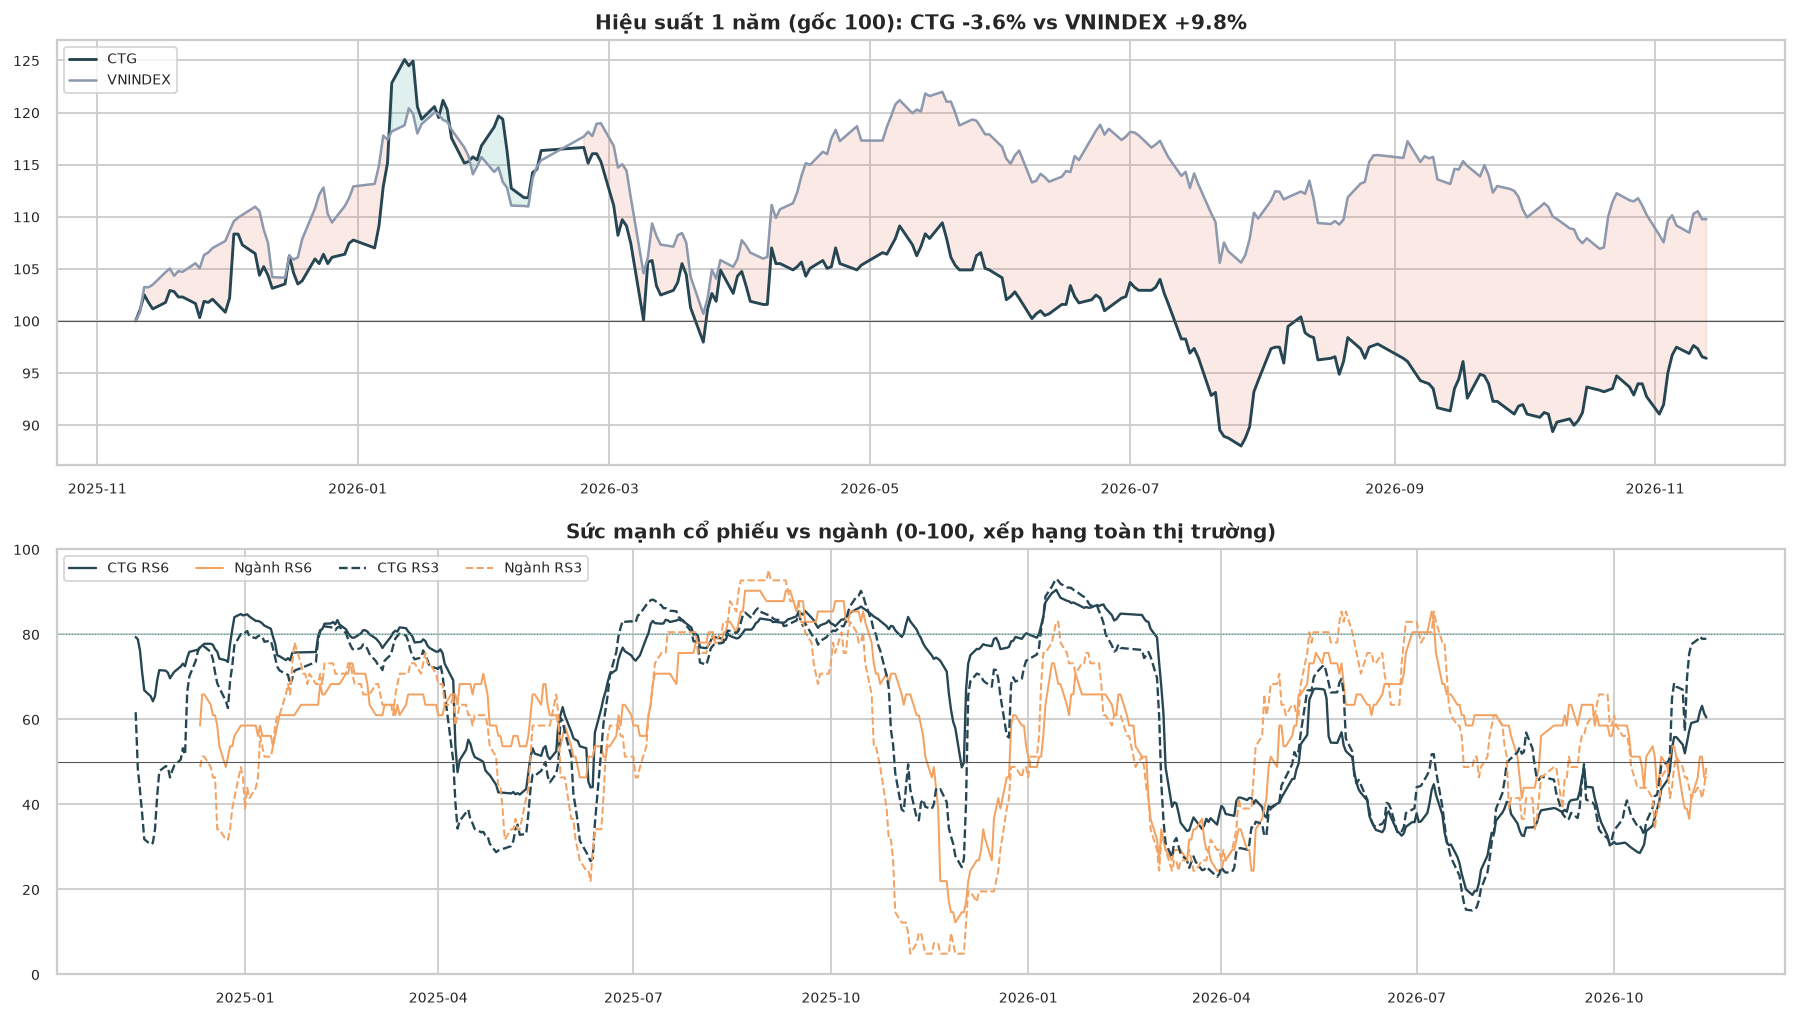 Hiệu suất 1 năm (gốc 100): CTG -3.6% vs VNINDEX +9.8%
CTG
VNINDEX
125
120
115
110
105
100
95
90
2025-11 2026-01 2026-03 2026-05 2026-07 2026-09 2026-11
Sức mạnh cổ phiếu vs ngành (0-100, xếp hạng toàn thị trường)
CTG RS6 Ngành RS6 CTG RS3 Ngành RS3
100
80
60
40
20
0
2025-01 2025-04 2025-07 2025-10 2026-01 2026-04 2026-07 2026-10